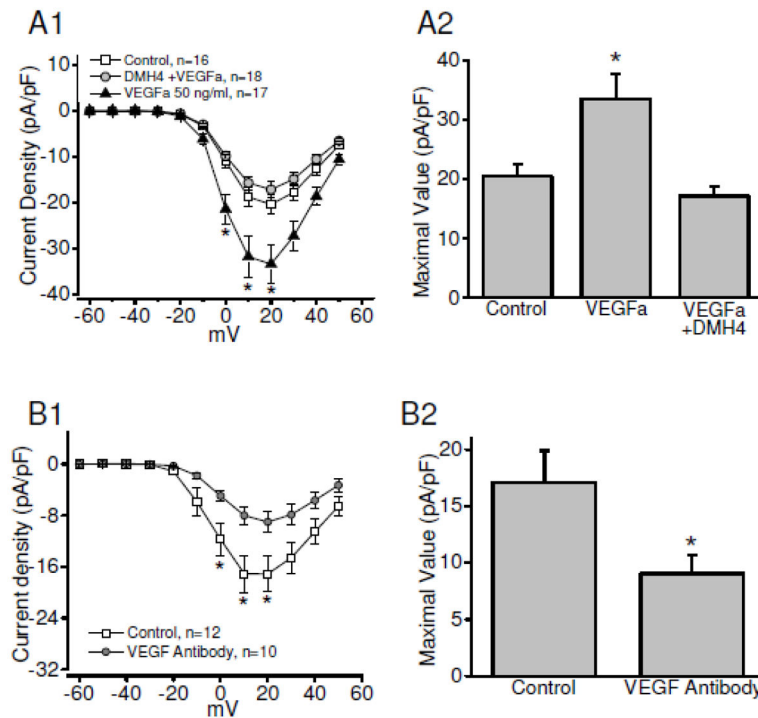 A1
Control, n=16
DMH4 +VEGFa, n=18
VEGFa 50 ng/ml, n=17
Current Density (pA/pF)
0
-10
-20
-30
-40
* * *
-60 -40 -20 0 20 40 60
mV
A2
Maximal Value (pA/pF)
40
30
20
10
0
*
Control VEGFa VEGFa
+DMH4
B1
Current density (pA/pF)
0
-8
-16
-24
-32
* * *
Control, n=12
VEGF Antibody, n=10
-60 -40 -20 0 20 40 60
mV
B2
Maximal Value (pA/pF)
20
15
10
5
0
*
Control VEGF Antibody